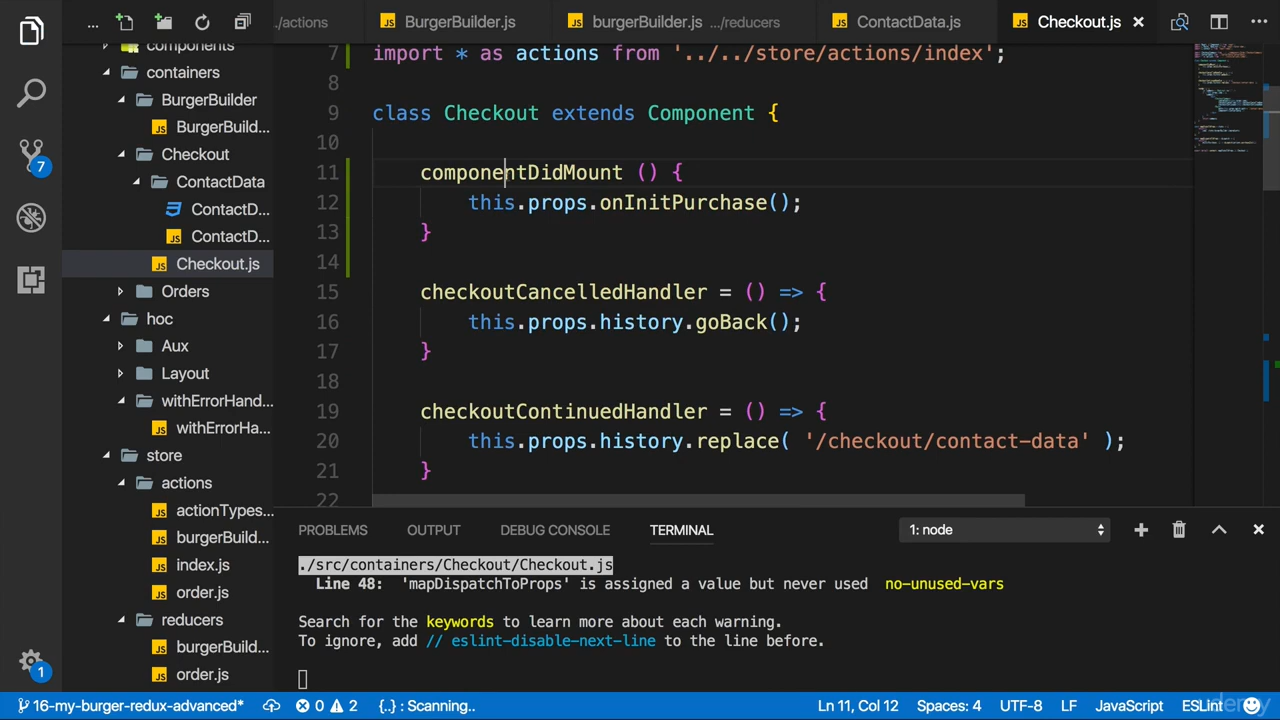 .../actions
BurgerBuilder.js
burgerBuilder.js .../reducers
ContactData.js
Checkout.js
components
containers
BurgerBuilder
BurgerBuild...
Checkout
ContactData
ContactD...
ContactD...
Checkout.js
Orders
hoc
Aux
Layout
withErrorHand...
withErrorHa...
store
actions
actionTypes...
burgerBuild...
index.js
order.js
reducers
burgerBuild...
order.js
7
1
7 import * as actions from '../../store/actions/index';
8
9 class Checkout extends Component {
10
11 componentDidMount () {
12 this.props.onInitPurchase();
13 }
14
15 checkoutCancelledHandler = () => {
16 this.props.history.goBack();
17 }
18
19 checkoutContinuedHandler = () => {
20 this.props.history.replace( '/checkout/contact-data' );
21 }
22
PROBLEMS OUTPUT DEBUG CONSOLE TERMINAL 1: node
./src/containers/Checkout/Checkout.js
Line 48: 'mapDispatchToProps' is assigned a value but never used no-unused-vars
Search for the keywords to learn more about each warning.
To ignore, add // eslint-disable-next-line to the line before.
16-my-burger-redux-advanced* 0 2 {..} : Scanning... Ln 11, Col 12 Spaces: 4 UTF-8 LF JavaScript ESLint
udemy